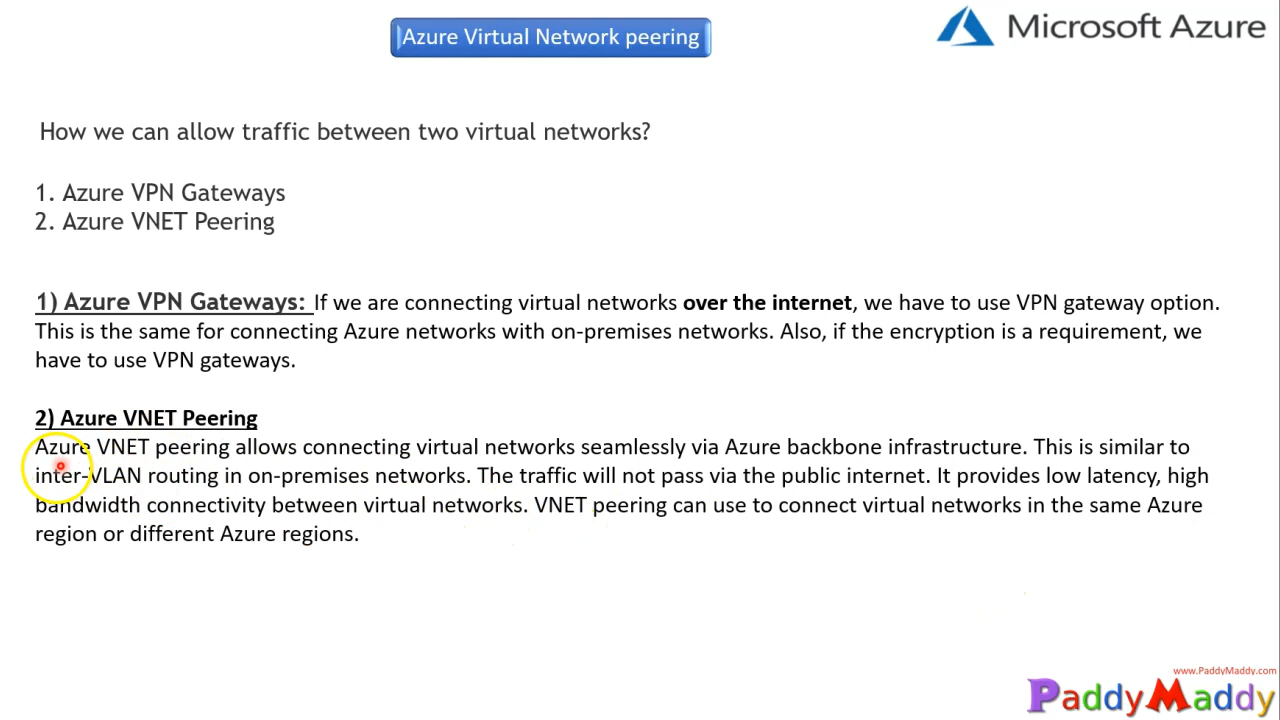 Azure Virtual Network peering
Microsoft Azure
How we can allow traffic between two virtual networks?
1. Azure VPN Gateways
2. Azure VNET Peering
1) Azure VPN Gateways: If we are connecting virtual networks over the internet, we have to use VPN gateway option.
This is the same for connecting Azure networks with on-premises networks. Also, if the encryption is a requirement, we
have to use VPN gateways.
2) Azure VNET Peering
Azure VNET peering allows connecting virtual networks seamlessly via Azure backbone infrastructure. This is similar to
inter-VLAN routing in on-premises networks. The traffic will not pass via the public internet. It provides low latency, high
bandwidth connectivity between virtual networks. VNET peering can use to connect virtual networks in the same Azure
region or different Azure regions.
www.PaddyMaddy.com
PaddyMaddy